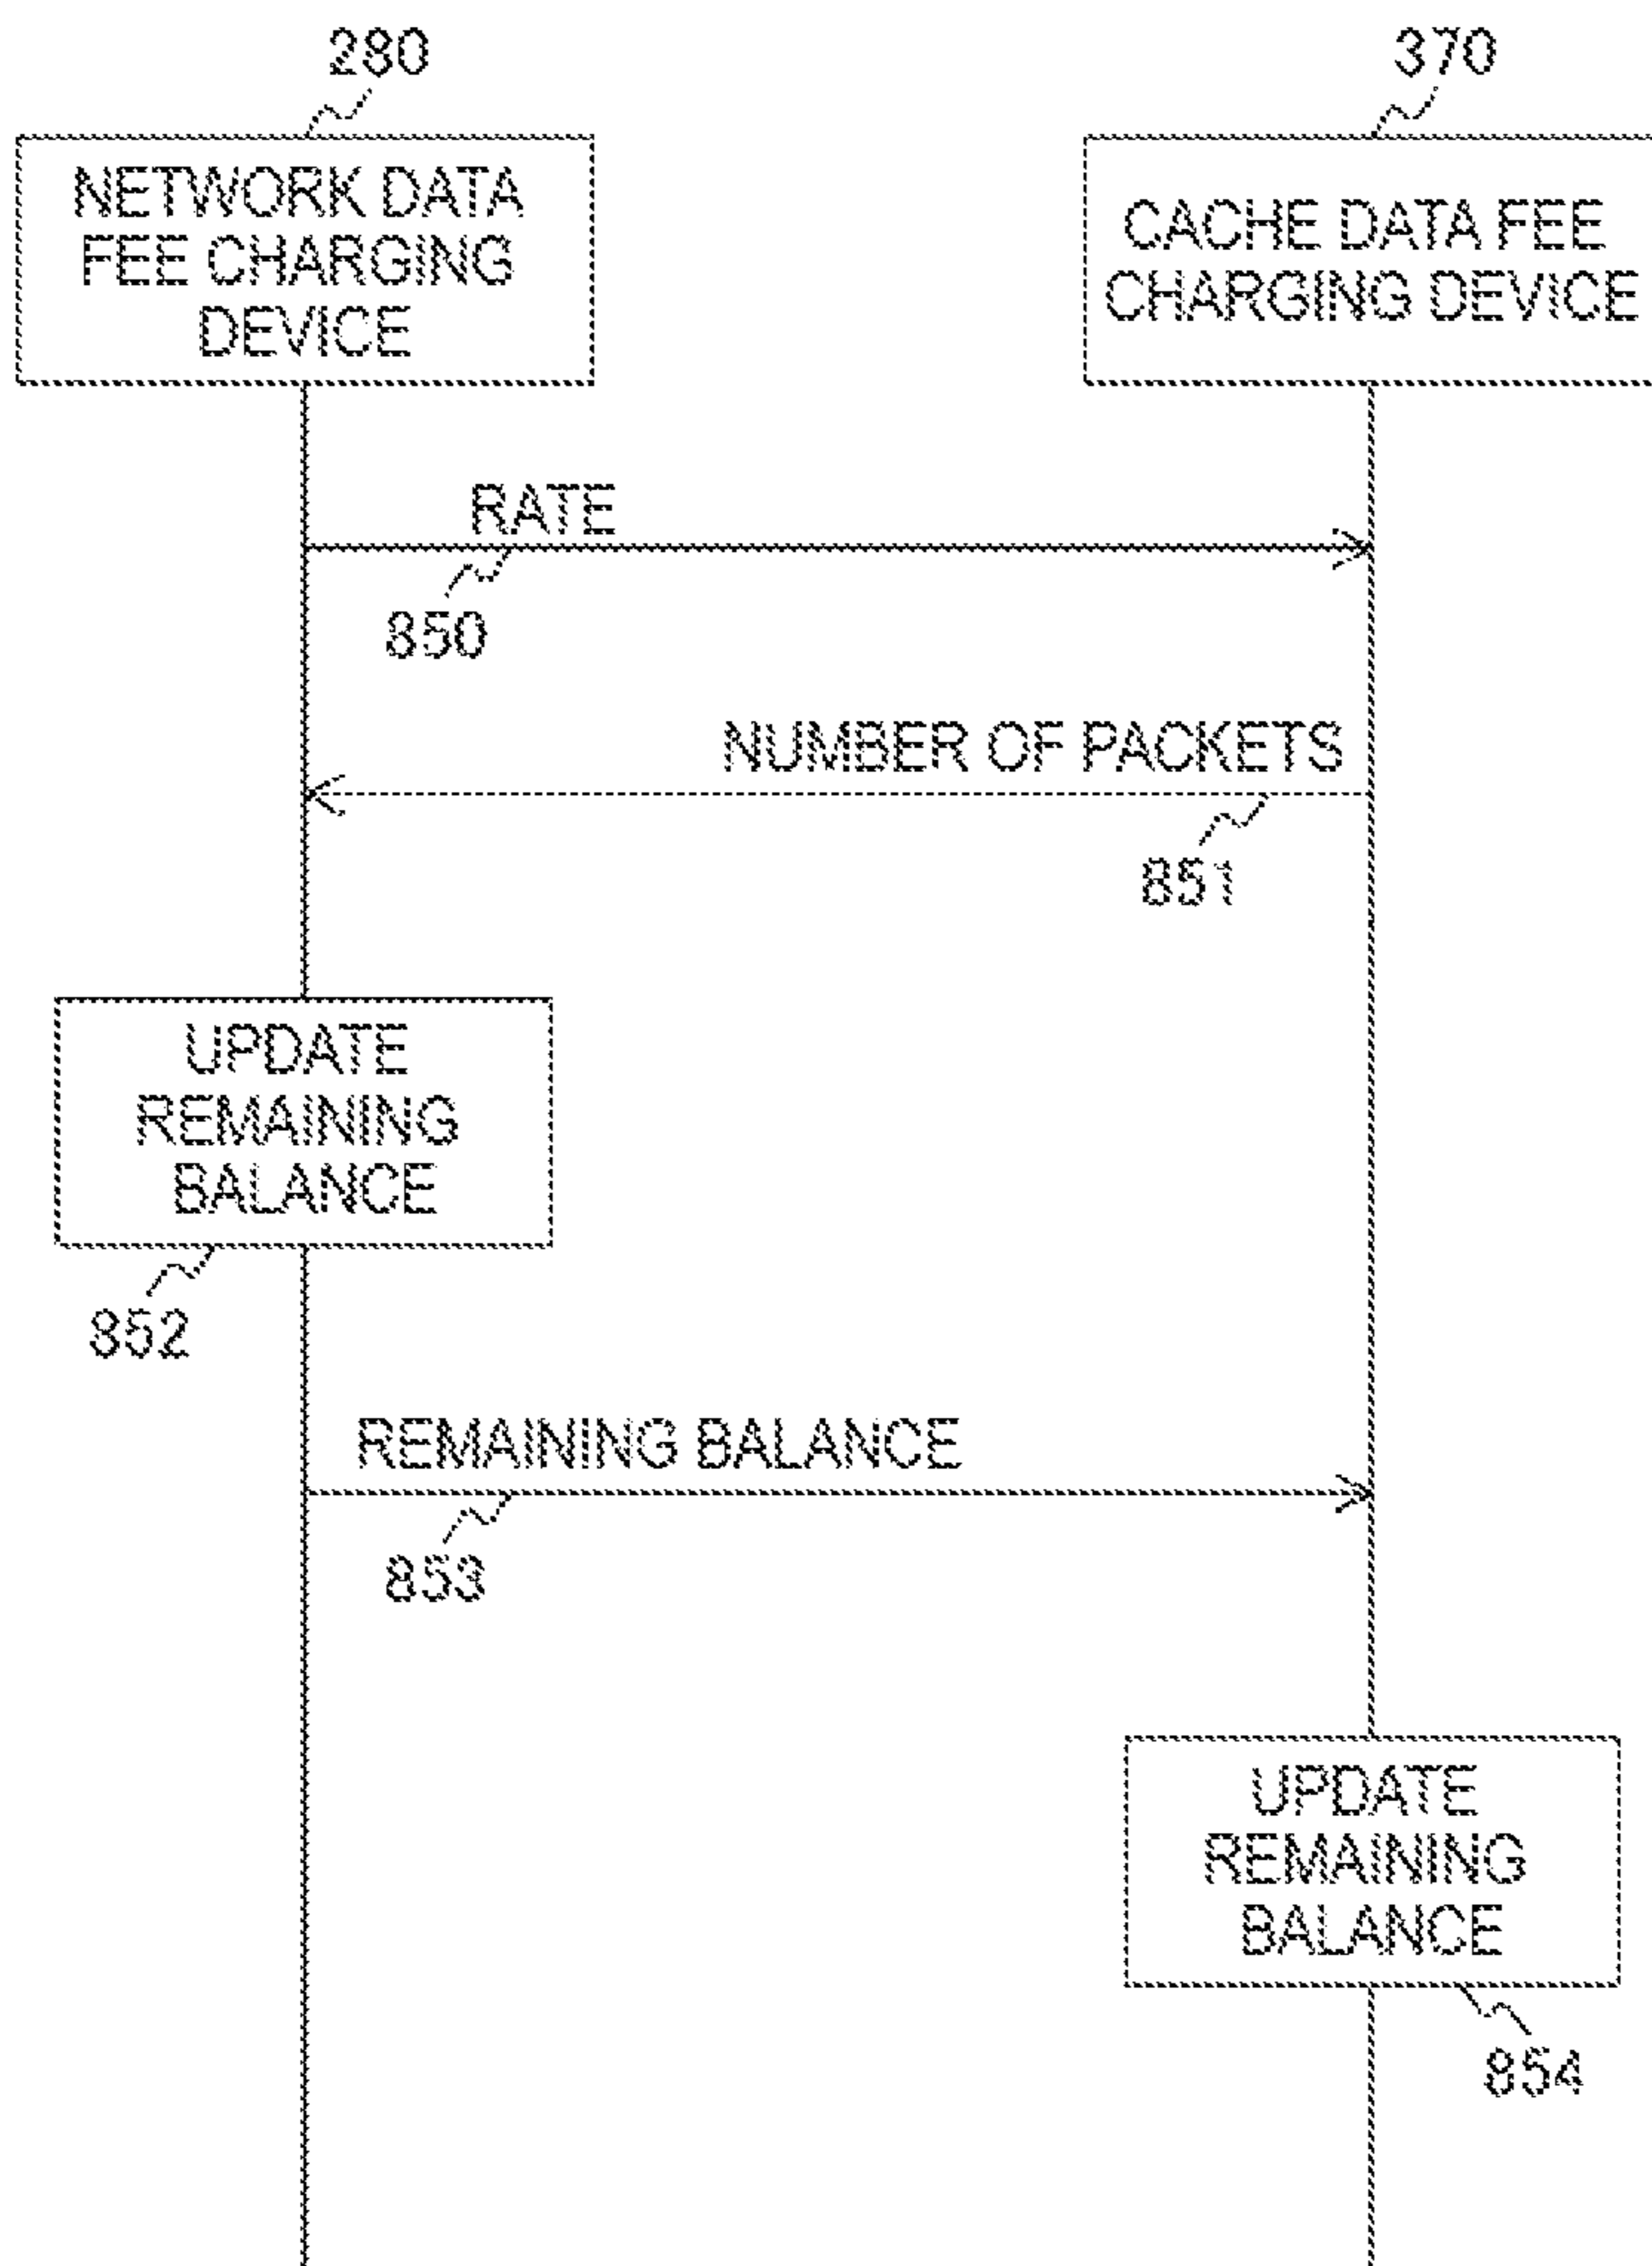 280
370
NETWORK DATA
FEE CHARGING
DEVICE
CACHE DATA FEE
CHARGING DEVICE
RATE
850
NUMBER OF PACKETS
851
UPDATE
REMAINING
BALANCE
852
REMAINING BALANCE
853
UPDATE
REMAINING
BALANCE
854